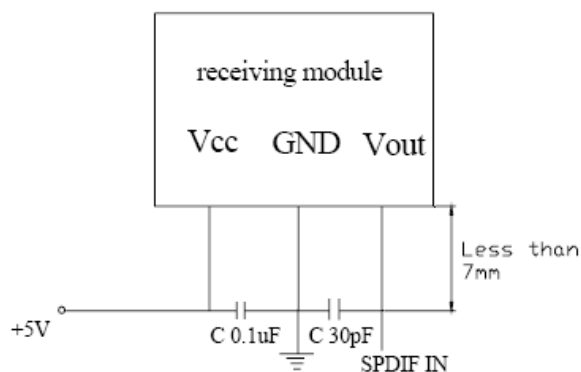 receiving module
Vcc GND Vout
Less than
7mm
+5V
C 0.1uF C 30pF
SPDIF IN